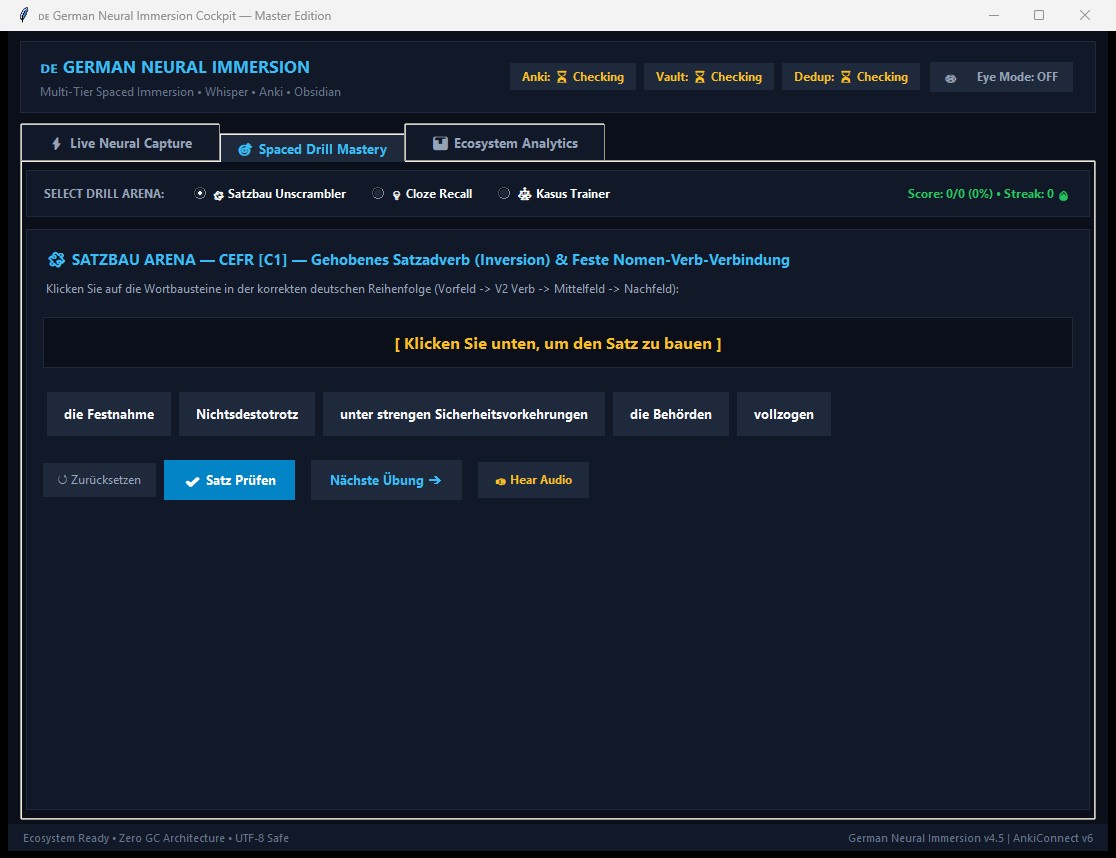 DE German Neural Immersion Cockpit — Master Edition
DE GERMAN NEURAL IMMERSION
Multi-Tier Spaced Immersion • Whisper • Anki • Obsidian
Anki: ⏳ Checking
Vault: ⏳ Checking
Dedup: ⏳ Checking
Eye Mode: OFF
Live Neural Capture
Spaced Drill Mastery
Ecosystem Analytics
SELECT DRILL ARENA:
Satzbau Unscrambler
Cloze Recall
Kasus Trainer
Score: 0/0 (0%) • Streak: 0
SATZBAU ARENA — CEFR [C1] — Gehobenes Satzadverb (Inversion) & Feste Nomen-Verb-Verbindung
Klicken Sie auf die Wortbausteine in der korrekten deutschen Reihenfolge (Vorfeld -> V2 Verb -> Mittelfeld -> Nachfeld):
[ Klicken Sie unten, um den Satz zu bauen ]
die Festnahme
Nichtsdestotrotz
unter strengen Sicherheitsvorkehrungen
die Behörden
vollzogen
↺ Zurücksetzen
✔ Satz Prüfen
Nächste Übung ➔
Hear Audio
Ecosystem Ready • Zero GC Architecture • UTF-8 Safe
German Neural Immersion v4.5 | AnkiConnect v6